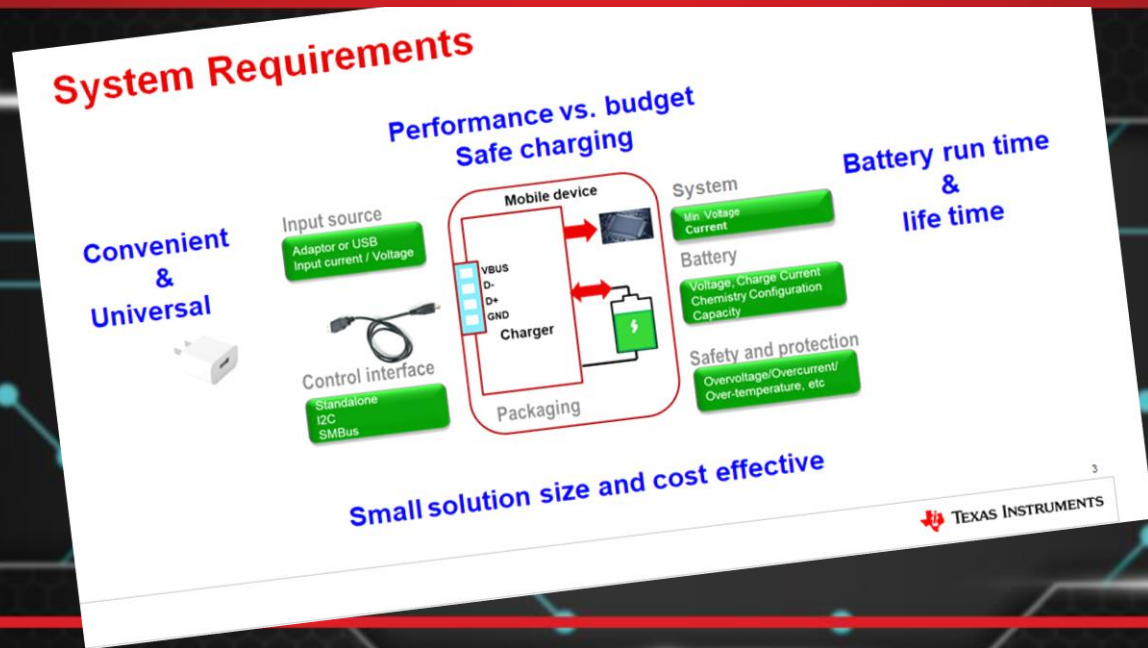 System Requirements
Performance vs. budget
Safe charging
Convenient
&
Universal
Input source
Adaptor or USB
Input current / Voltage
Control interface
Standalone
I2C
SMBus
Mobile device
VBUS
D-
D+
GND
Charger
Packaging
System
Min Voltage
Current
Battery
Voltage, Charge Current
Chemistry Configuration
Capacity
Safety and protection
Overvoltage/Overcurrent/
Over-temperature, etc
Battery run time
&
life time
Small solution size and cost effective
3
TEXAS INSTRUMENTS